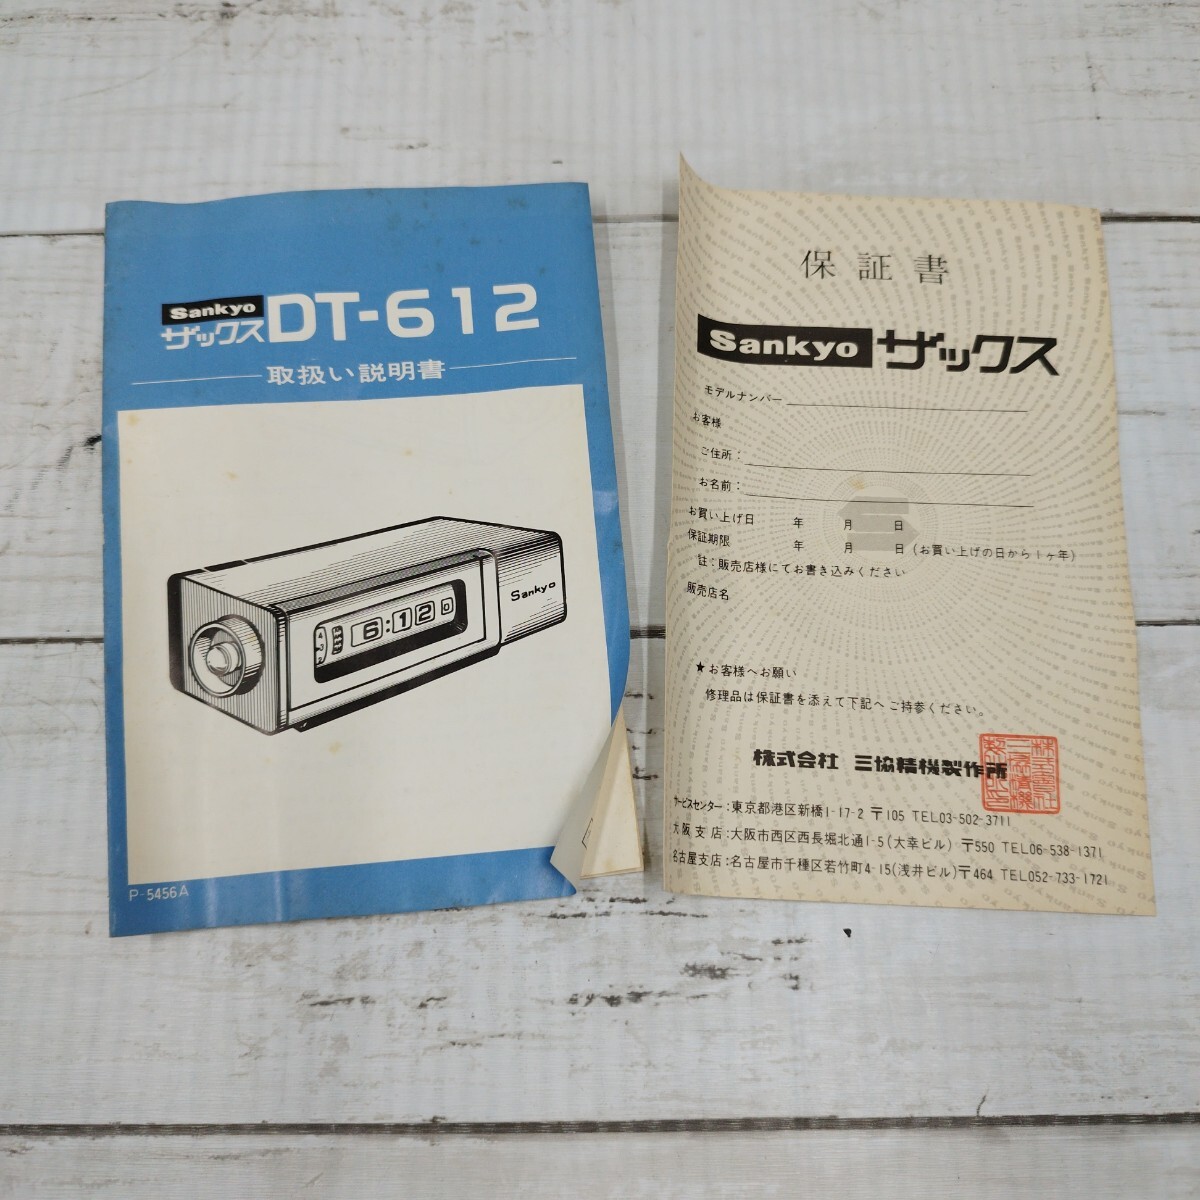 Sankyo
ザックス DT-612
取扱い説明書
6:12 0
Sankyo
P-5456A
保証書
Sankyo ザックス
モデルナンバー
お客様
ご住所:
お名前:
お買い上げ日 年 月 日
保証期限 年 月 日 (お買い上げの日から1ヶ年)
註:販売店様にてお書き込みください
販売店名
★お客様へお願い
修理品は保証書を添えて下記へご持参ください。
株式会社 三協精機製作所
サービスセンター:東京都港区新橋1-17-2 〒105 TEL03-502-3711
大阪支店:大阪市西区西長堀北通1-5(大幸ビル) 〒550 TEL06-538-1371
名古屋支店:名古屋市千種区若竹町4-15(浅井ビル)〒464 TEL052-733-1721